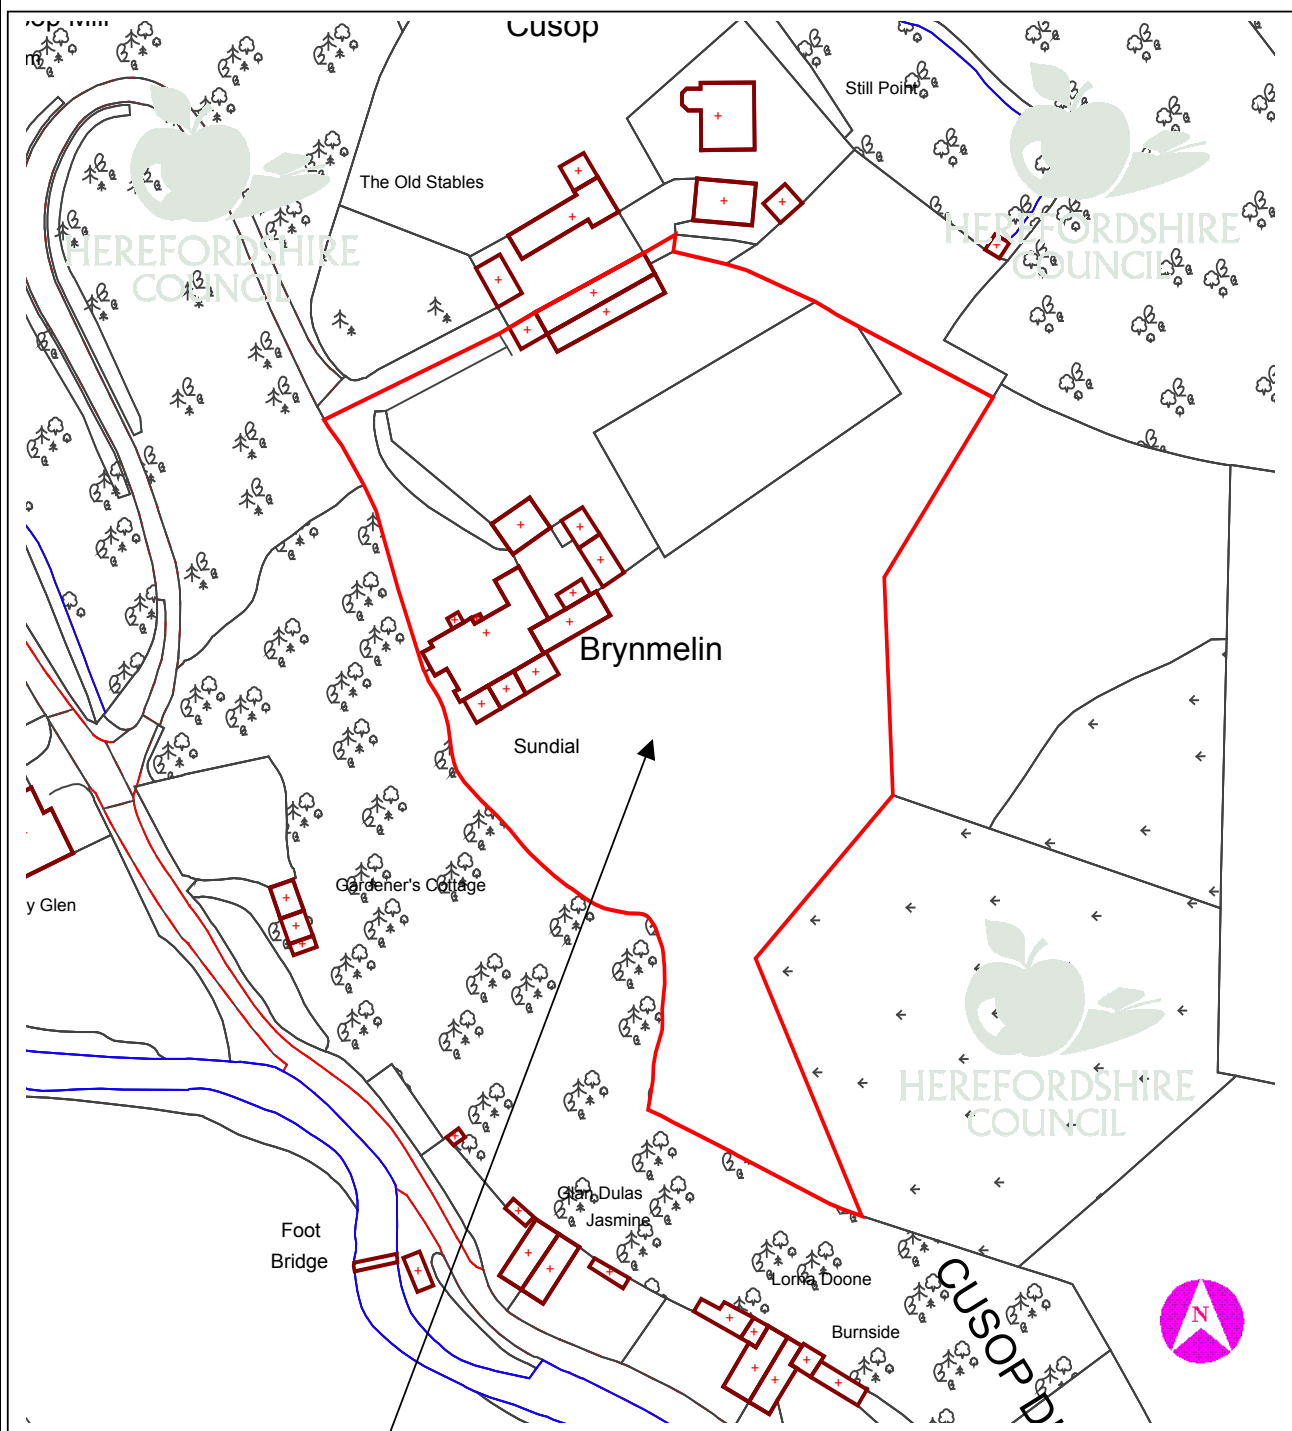 Cusop
Still Point
The Old Stables
HEREFORDSHIRE
COUNCIL
HEREFORDSHIRE
COUNCIL
Brynmelin
Sundial
Gardener's Cottage
y Glen
HEREFORDSHIRE
COUNCIL
Glan Dulas
Jasmine
Foot
Bridge
Lorna Doone
Burnside
CUSOP D
N